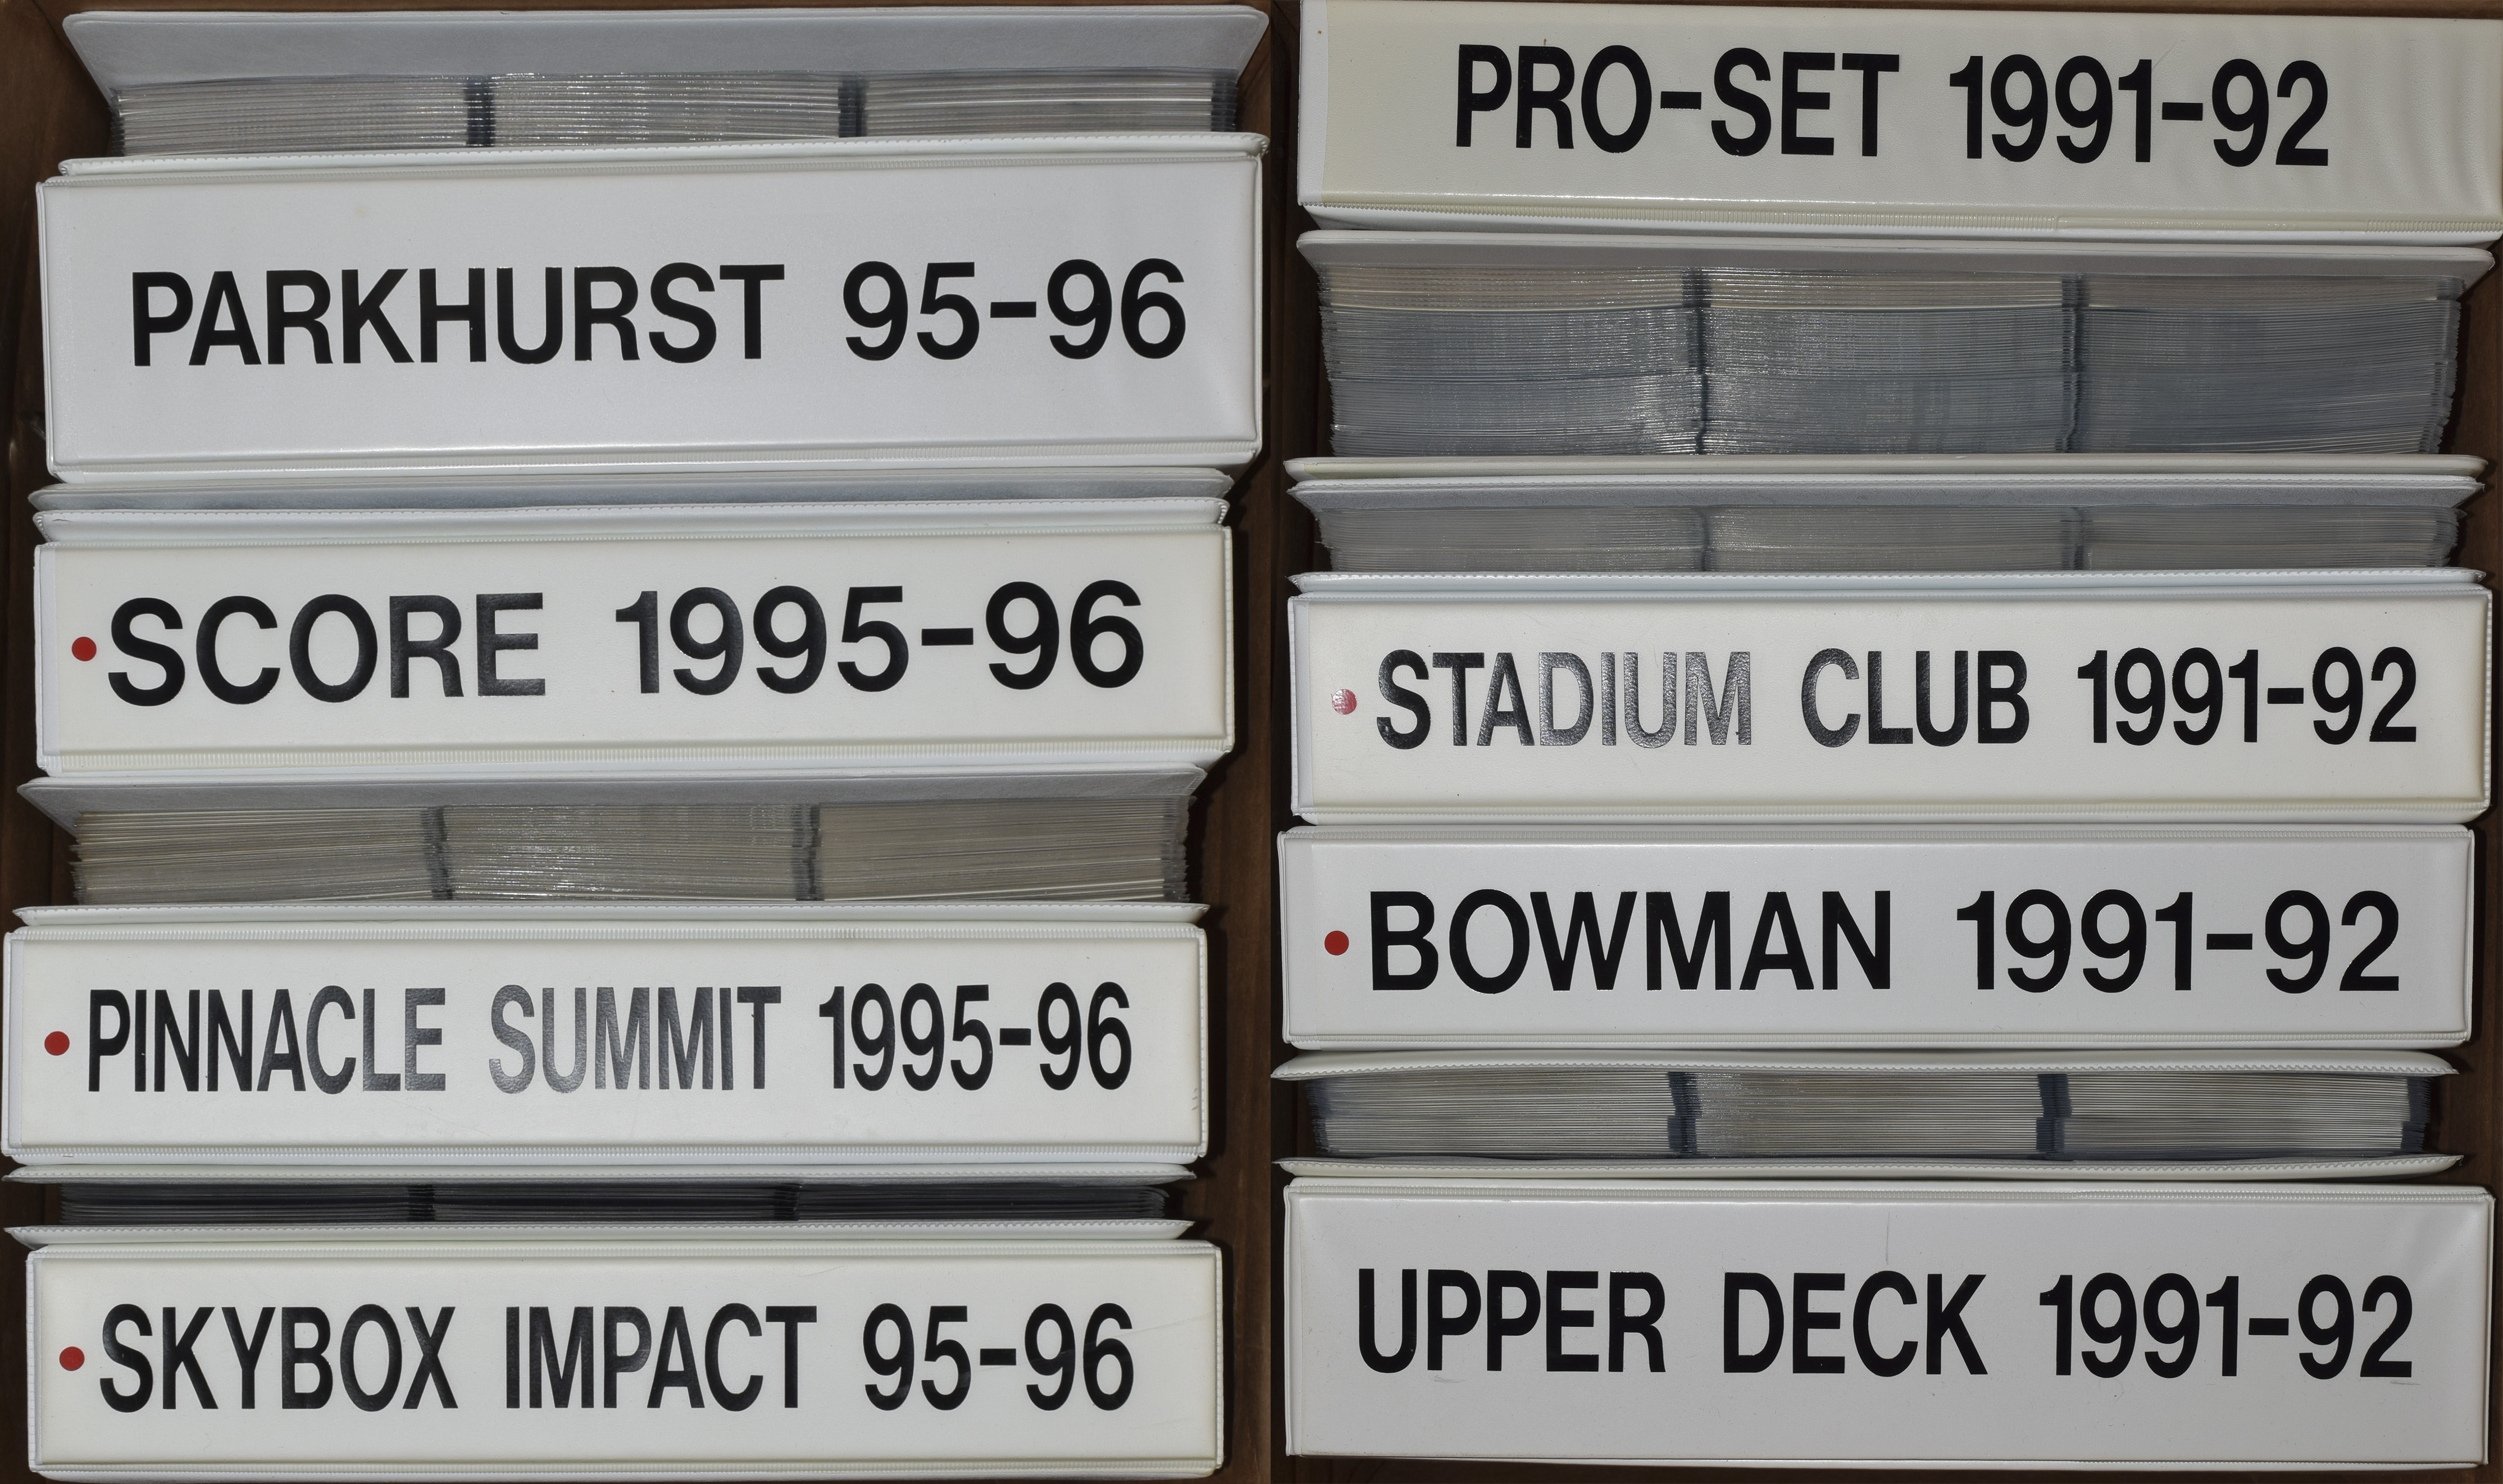 PARKHURST 95-96
SCORE 1995-96
PINNACLE SUMMIT 1995-96
SKYBOX IMPACT 95-96
PRO-SET 1991-92
STADIUM CLUB 1991-92
BOWMAN 1991-92
UPPER DECK 1991-92